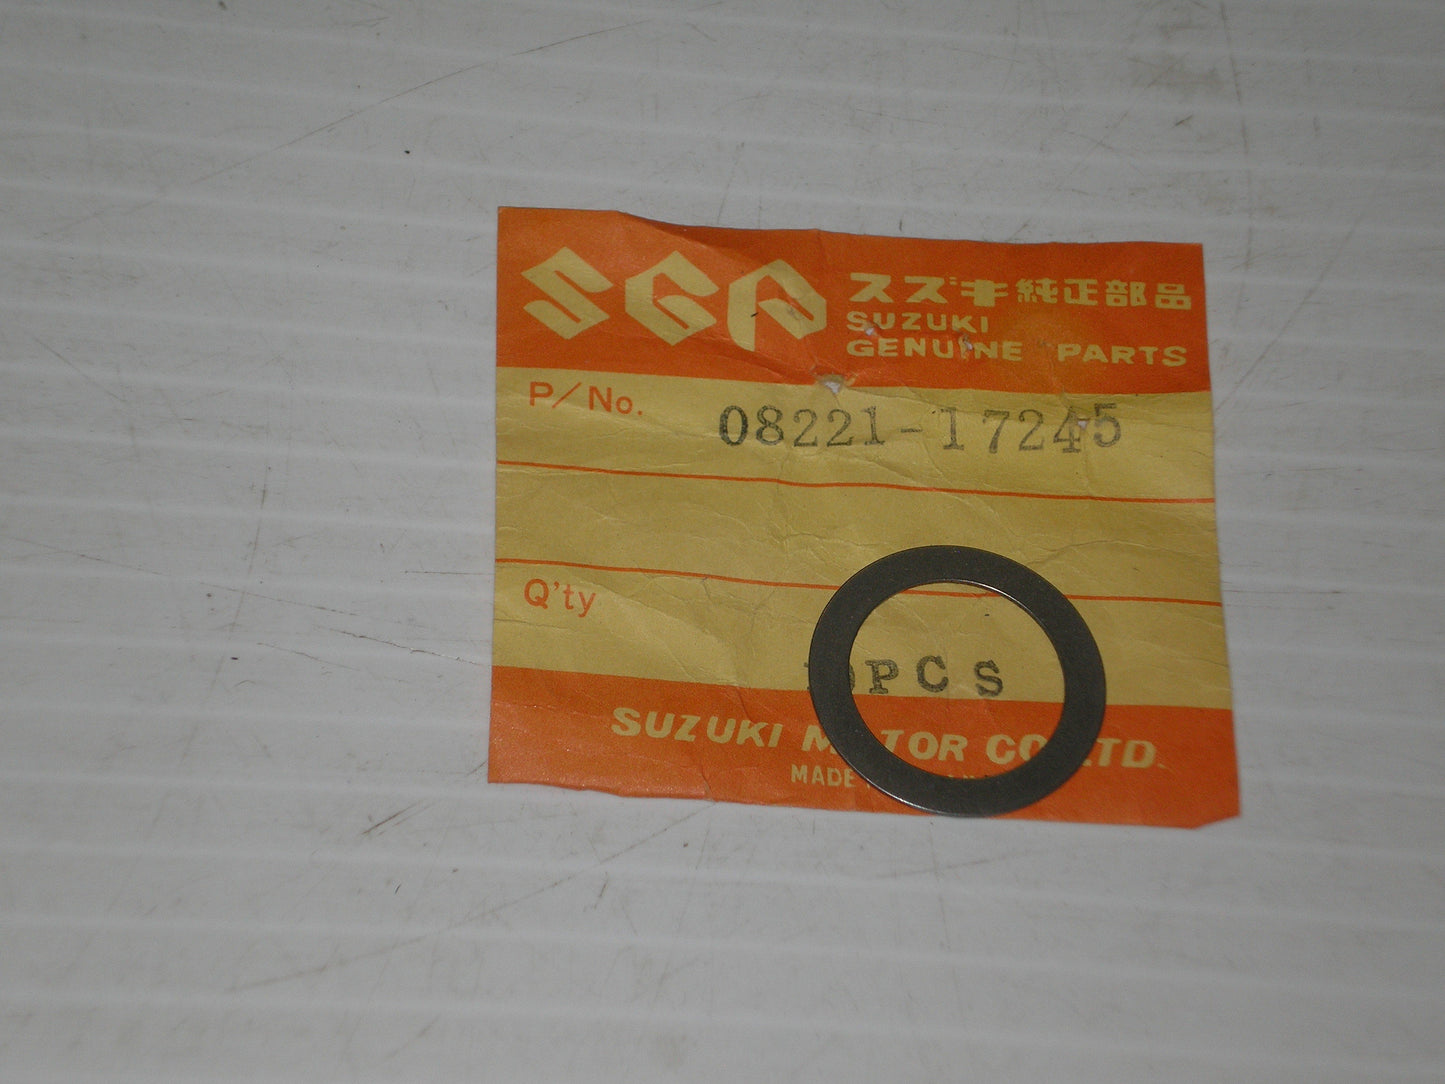 SGP
スズキ純正部品
SUZUKI
GENUINE PARTS
P/No. 08221-17245
Q'ty
PCS
SUZUKI MOTOR CO. LTD.
MADE